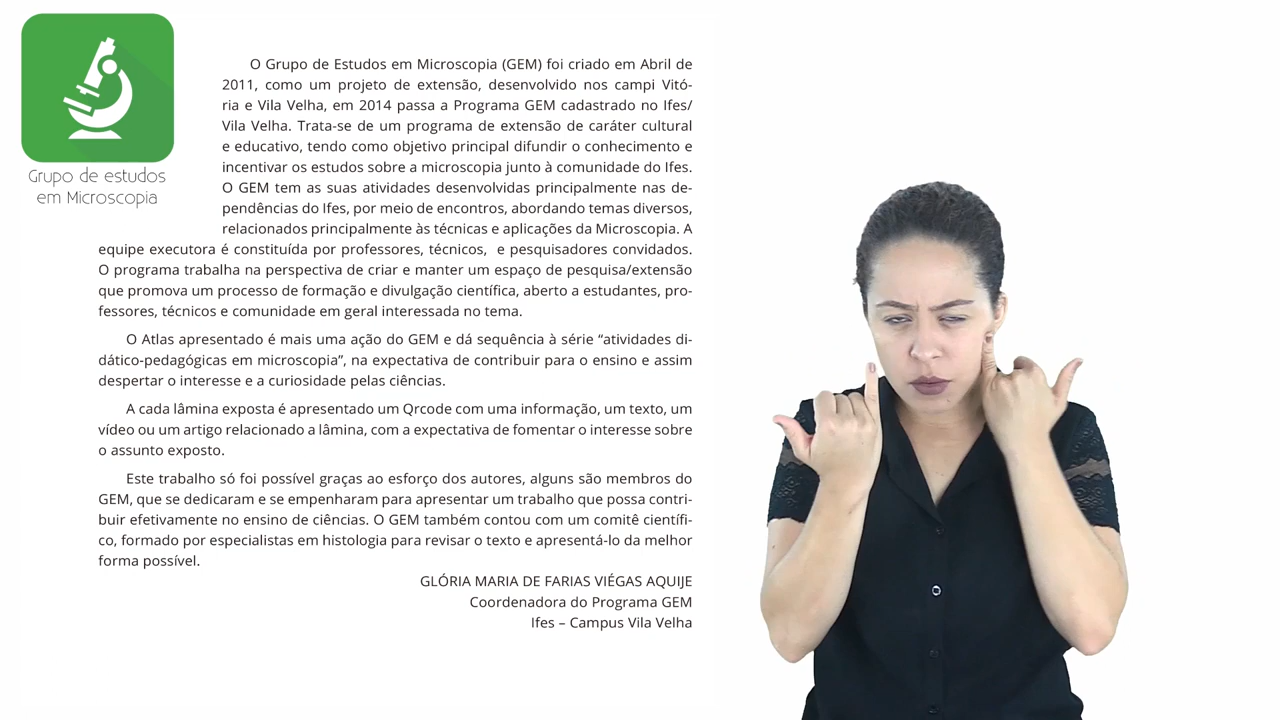 Grupo de estudos
em Microscopia
O Grupo de Estudos em Microscopia (GEM) foi criado em Abril de
2011, como um projeto de extensão, desenvolvido nos campi Vitó-
ria e Vila Velha, em 2014 passa a Programa GEM cadastrado no Ifes/
Vila Velha. Trata-se de um programa de extensão de caráter cultural
e educativo, tendo como objetivo principal difundir o conhecimento e
incentivar os estudos sobre a microscopia junto à comunidade do Ifes.
O GEM tem as suas atividades desenvolvidas principalmente nas de-
pendências do Ifes, por meio de encontros, abordando temas diversos,
relacionados principalmente às técnicas e aplicações da Microscopia. A
equipe executora é constituída por professores, técnicos, e pesquisadores convidados.
O programa trabalha na perspectiva de criar e manter um espaço de pesquisa/extensão
que promova um processo de formação e divulgação científica, aberto a estudantes, pro-
fessores, técnicos e comunidade em geral interessada no tema.
O Atlas apresentado é mais uma ação do GEM e dá sequência à série “atividades di-
dático-pedagógicas em microscopia”, na expectativa de contribuir para o ensino e assim
despertar o interesse e a curiosidade pelas ciências.
A cada lâmina exposta é apresentado um Qrcode com uma informação, um texto, um
vídeo ou um artigo relacionado a lâmina, com a expectativa de fomentar o interesse sobre
o assunto exposto.
Este trabalho só foi possível graças ao esforço dos autores, alguns são membros do
GEM, que se dedicaram e se empenharam para apresentar um trabalho que possa contri-
buir efetivamente no ensino de ciências. O GEM também contou com um comitê científi-
co, formado por especialistas em histologia para revisar o texto e apresentá-lo da melhor
forma possível.
GLÓRIA MARIA DE FARIAS VIÉGAS AQUIJE
Coordenadora do Programa GEM
Ifes – Campus Vila Velha